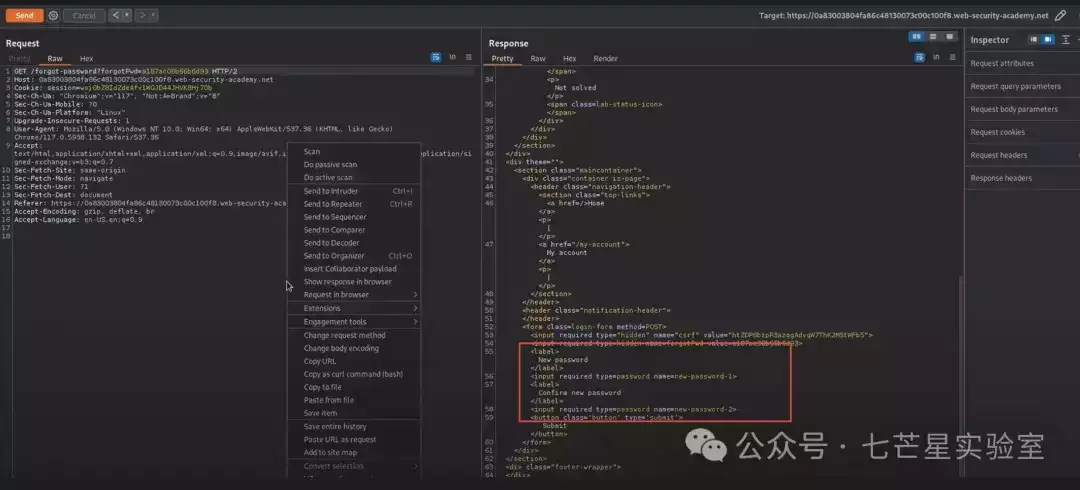 Send
Cancel
Target: https://0a83003804fa86c48130073c00c100f8.web-security-academy.net
Request
Pretty Raw Hex
1 GET /forgot-password?forgotPwd=a187ac08b66b6d93 HTTP/2
2 Host: 0a83003804fa86c48130073c00c100f8.web-security-academy.net
3 Cookie:
4 Sec-Ch-Ua: "Chromium";v="117", "Not;A=Brand";v="8"
5 Sec-Ch-Ua-Mobile: ?0
6 Sec-Ch-Ua-Platform: "Linux"
7 Upgrade-Insecure-Requests: 1
8 User-Agent: Mozilla/5.0 (Windows NT 10.0; Win64; x64) AppleWebKit/537.36 (KHTML, like Gecko)
Chrome/117.0.5938.132 Safari/537.36
9 Accept:
text/html,application/xhtml+xml,application/xml;q=0.9,image/avif,i
gned-exchange;v=b3;q=0.7
10 Sec-Fetch-Site: same-origin
11 Sec-Fetch-Mode: navigate
12 Sec-Fetch-User: ?1
13 Sec-Fetch-Dest: document
14 Referer: https://0a83003804fa86c48130073c00c100f8.web-security-aca
15 Accept-Encoding: gzip, deflate, br
16 Accept-Language: en-US,en;q=0.9
17
18
Scan
Do passive scan
Do active scan
Send to Intruder Ctrl+I
Send to Repeater Ctrl+R
Send to Sequencer
Send to Comparer
Send to Decoder
Send to Organizer Ctrl+O
Insert Collaborator payload
Show response in browser
Request in browser
Extensions
Engagement tools
Change request method
Change body encoding
Copy URL
Copy as curl command (bash)
Copy to file
Paste from file
Save item
Save entire history
Paste URL as request
Add to site map
Convert selection
Response
Pretty Raw Hex Render
</span>
34 <p>
Not solved
</p>
35 <span class=lab-status-icon>
</span>
36 </div>
37 </div>
38 </div>
39 </section>
40 </div>
41 <div theme="">
42 <section class="maincontainer">
43 <div class="container is-page">
44 <header class="navigation-header">
45 <section class="top-links">
46 <a href=/>Home
</a>
<p>
|
</p>
47 <a href="/my-account">
My account
</a>
<p>
|
</p>
48 </section>
49 </header>
50 <header class="notification-header">
51 </header>
52 <form class=login-form method=POST>
53 <input required type="hidden" name="csrf"
54 <input required type=hidden name=forgotPwd value=a187ac08b66b6d93>
55 <label>
New password
</label>
56 <input required type=password name=new-password-1>
57 <label>
Confirm new password
</label>
58 <input required type=password name=new-password-2>
59 <button class='button' type='submit'>
Submit
</button>
60 </form>
61 </div>
62 </section>
63 <div class="footer-wrapper">
64 </div>
Inspector
Request attributes
Request query parameters
Request body parameters
Request cookies
Request headers
Response headers
公众号 · 七芒星实验室